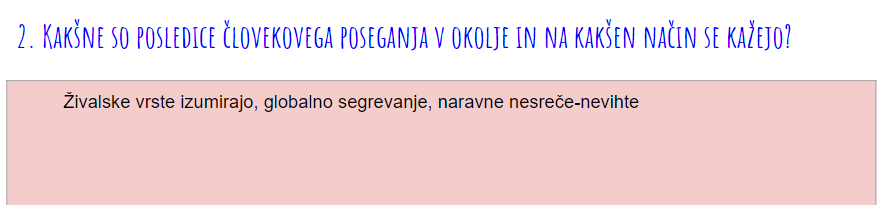 2. Kakšne so posledice človekovega poseganja v okolje in na kakšen način se kažejo?
Živalske vrste izumirajo, globalno segrevanje, naravne nesreče-nevihte